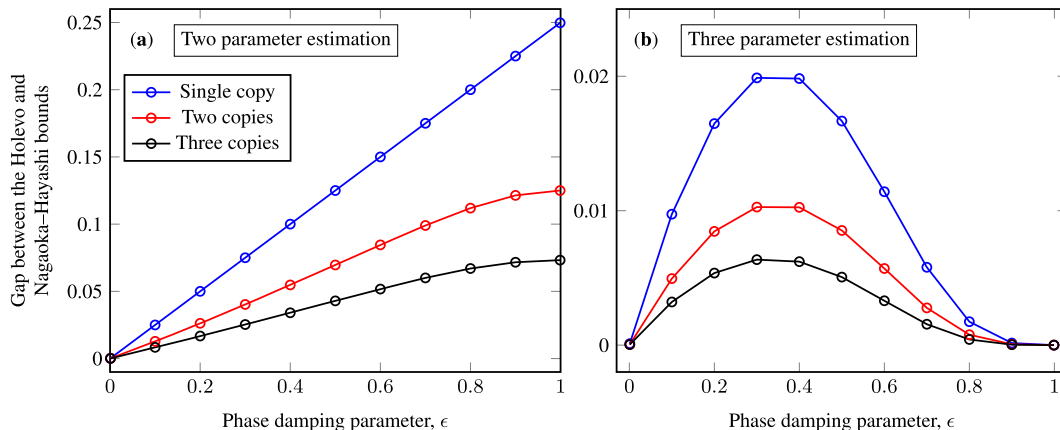 Gap between the Holevo and
Nagaoka–Hayashi bounds
0.25
0.2
0.15
0.1
0.05
0
(a) Two parameter estimation
Single copy
Two copies
Three copies
0 0.2 0.4 0.6 0.8 1
Phase damping parameter, ϵ
(b) Three parameter estimation
0.02
0.01
0
0 0.2 0.4 0.6 0.8 1
Phase damping parameter, ϵ